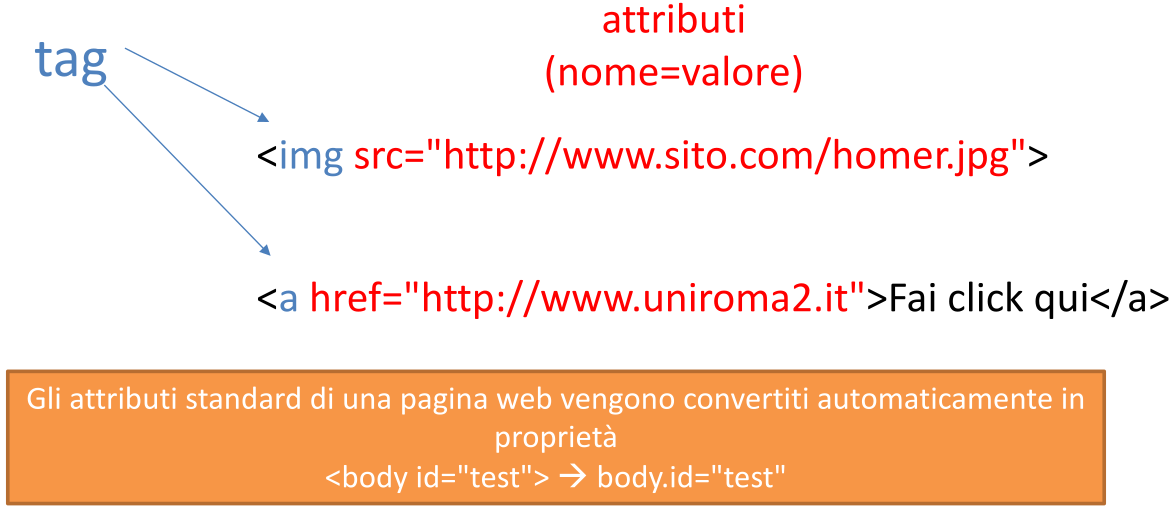 attributi
(nome=valore)
tag
<img src="http://www.sito.com/homer.jpg">
<a href="http://www.uniroma2.it">Fai click qui</a>
Gli attributi standard di una pagina web vengono convertiti automaticamente in
proprietà
<body id="test"> → body.id="test"